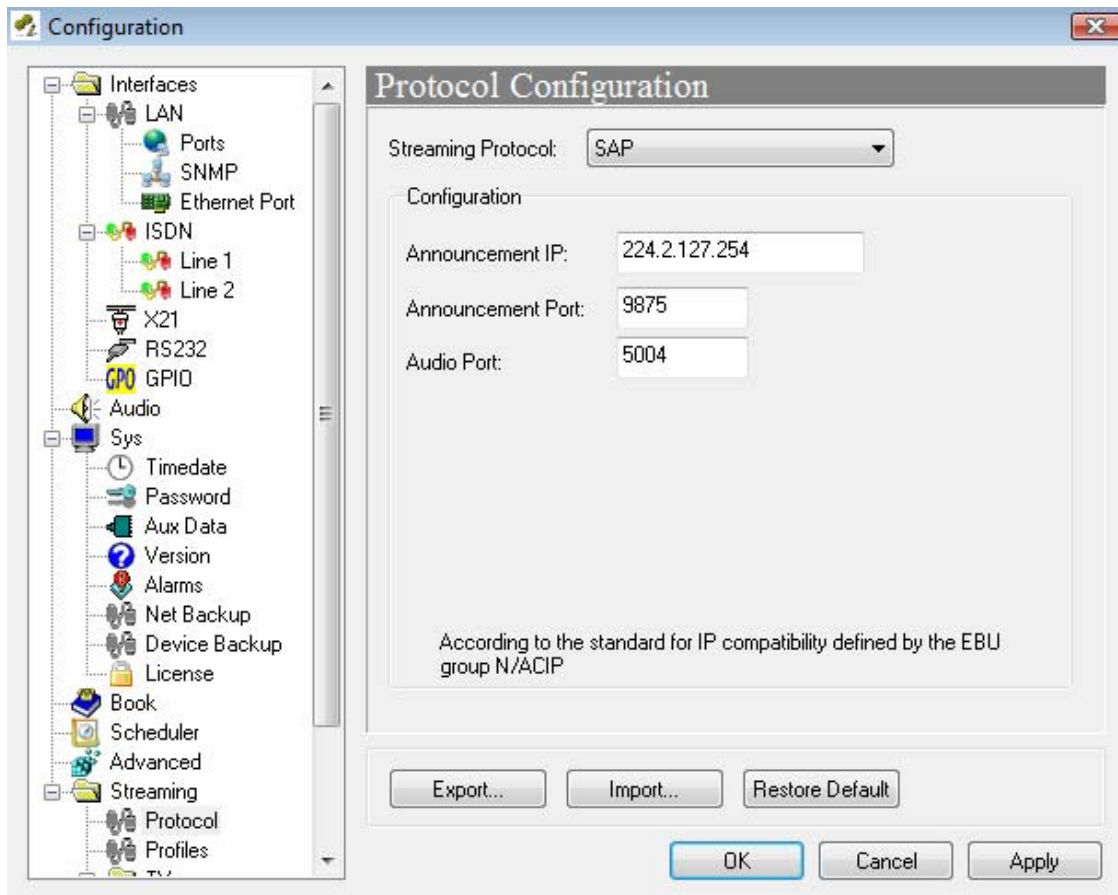 Configuration
Interfaces
LAN
Ports
SNMP
Ethernet Port
ISDN
Line 1
Line 2
X21
RS232
GPO GPIO
Audio
Sys
Timedate
Password
Aux Data
Version
Alarms
Net Backup
Device Backup
License
Book
Scheduler
Advanced
Streaming
Protocol
Profiles
Protocol Configuration
Streaming Protocol: SAP
Configuration
Announcement IP: 224.2.127.254
Announcement Port: 9875
Audio Port: 5004
According to the standard for IP compatibility defined by the EBU
group N/ACIP
Export... Import... Restore Default
OK Cancel Apply